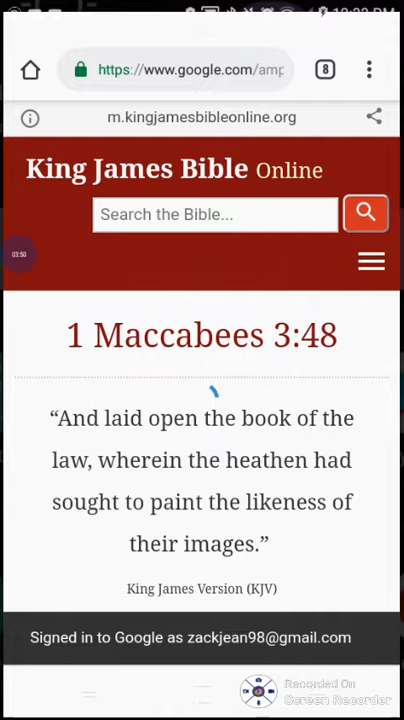 https://www.google.com/amp
8
m.kingjamesbibleonline.org
King James Bible Online
Search the Bible...
03:50
1 Maccabees 3:48
“And laid open the book of the
law, wherein the heathen had
sought to paint the likeness of
their images.”
King James Version (KJV)
Signed in to Google as zackjean98@gmail.com
Recorded On
Screen Recorder